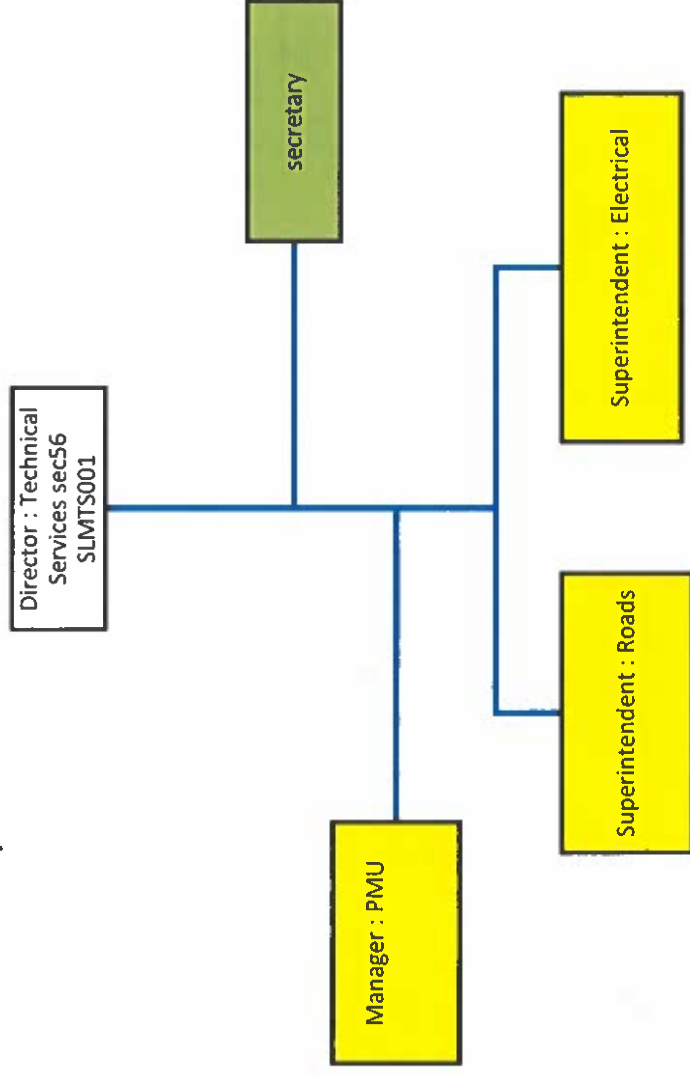 Director : Technical
Services sec56
SLMTS001
secretary
Manager : PMU
Superintendent : Roads
Superintendent : Electrical